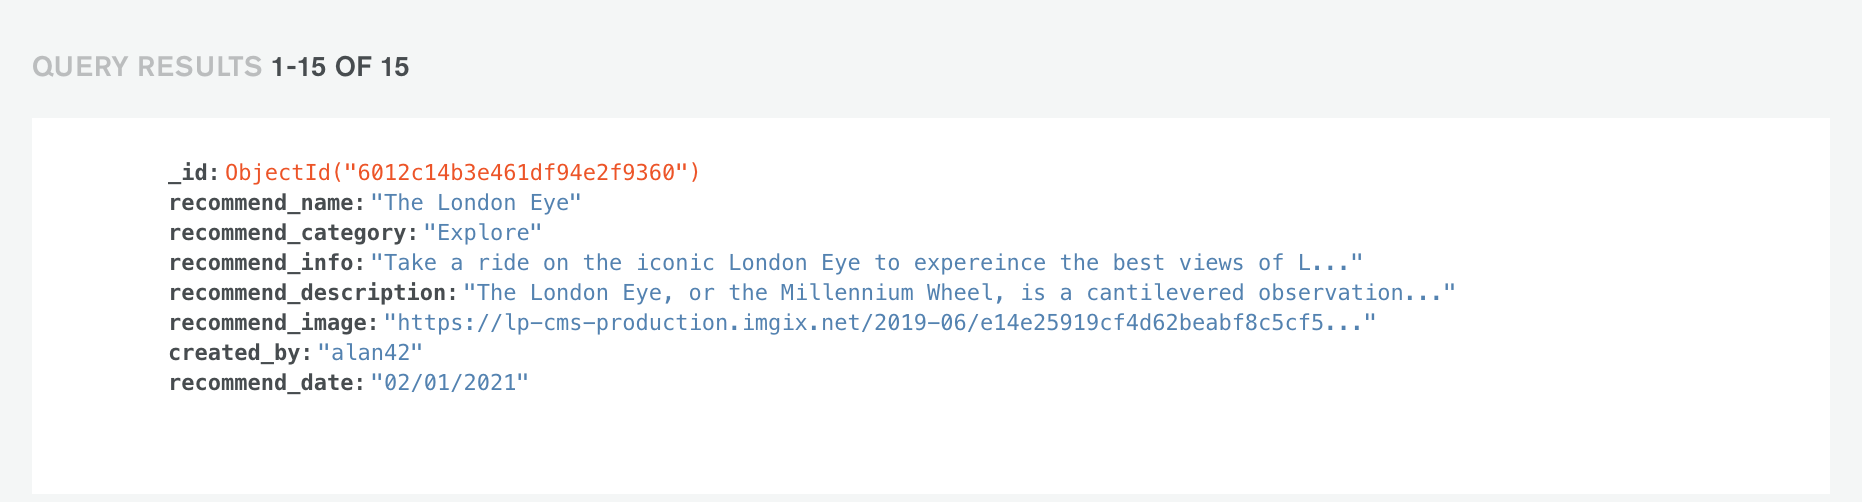 QUERY RESULTS 1-15 OF 15
_id: ObjectId("6012c14b3e461df94e2f9360")
recommend_name: "The London Eye"
recommend_category: "Explore"
recommend_info: "Take a ride on the iconic London Eye to expereince the best views of L..."
recommend_description: "The London Eye, or the Millennium Wheel, is a cantilevered observation..."
recommend_image: "https://lp-cms-production.imgix.net/2019-06/e14e25919cf4d62beabf8c5cf5..."
created_by: "alan42"
recommend_date: "02/01/2021"